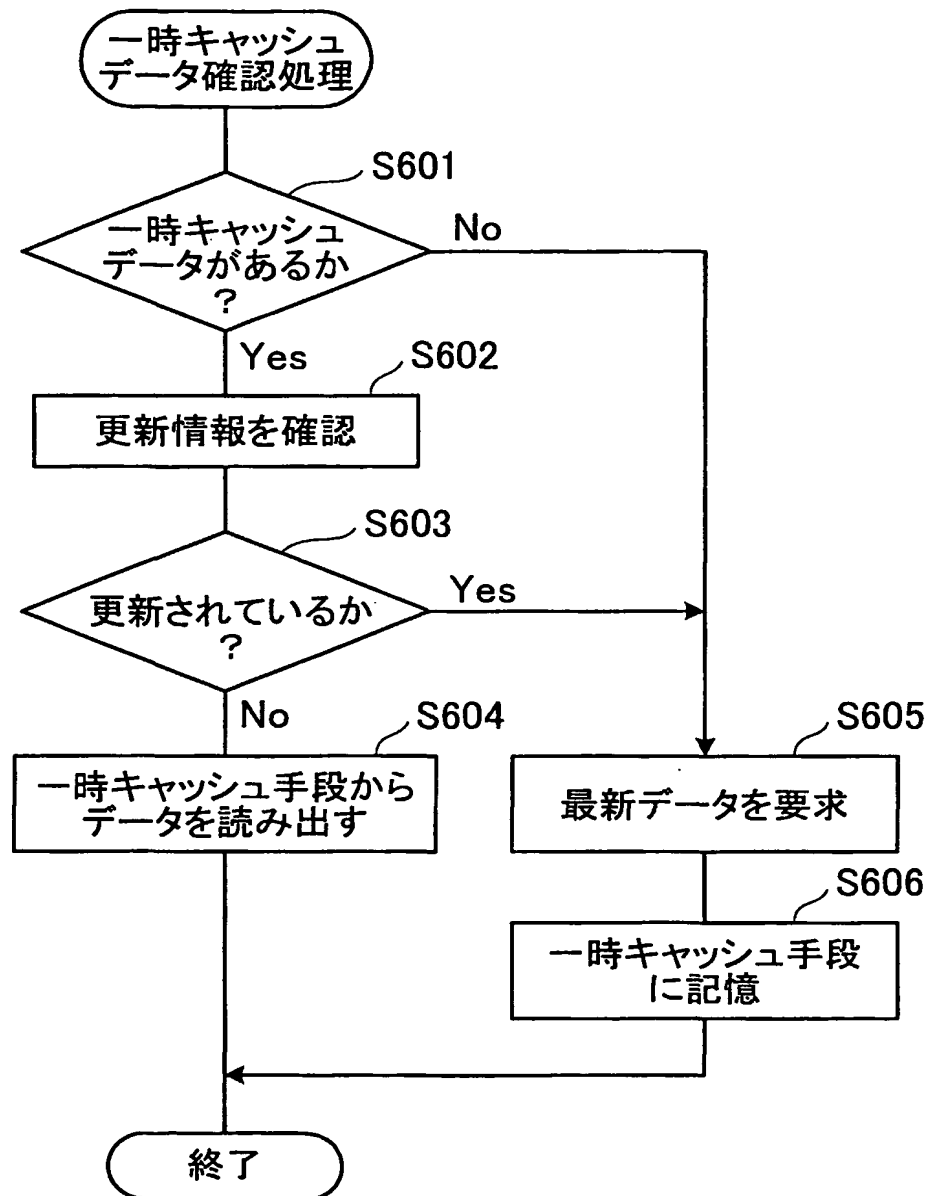 一時キャッシュ
データ確認処理
S601
一時キャッシュ
データがあるか
?
No
Yes
S602
更新情報を確認
S603
更新されているか
?
Yes
No
S604
一時キャッシュ手段から
データを読み出す
S605
最新データを要求
S606
一時キャッシュ手段
に記憶
終了